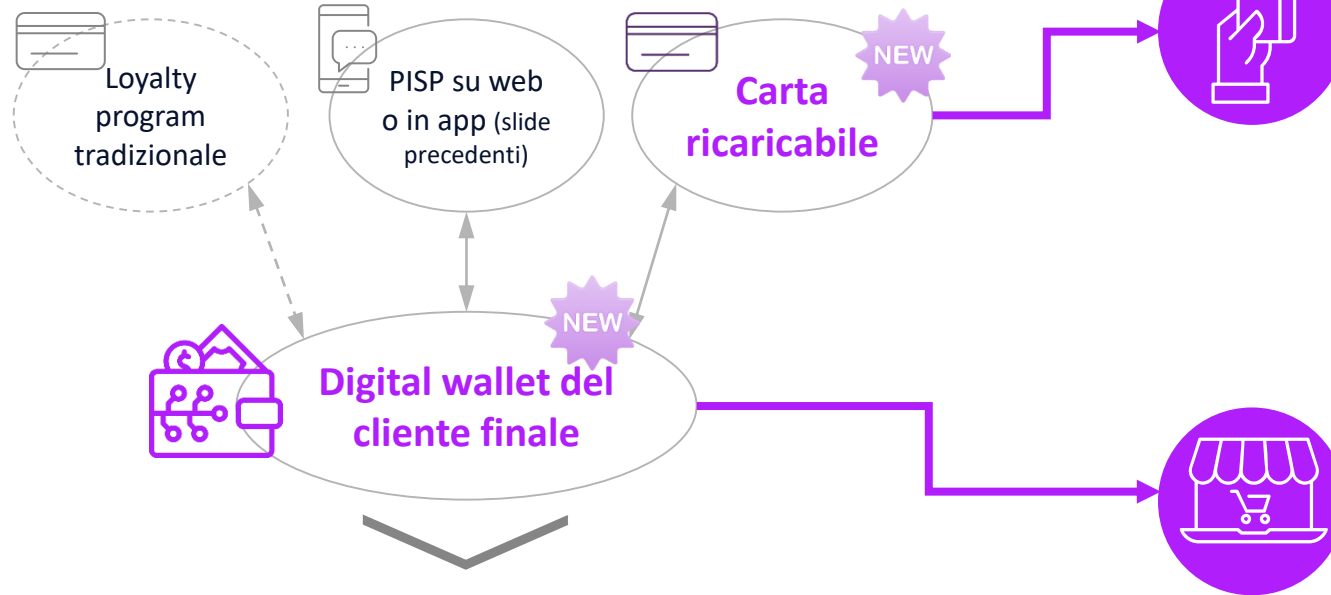 Loyalty
program
tradizionale
PISP su web
o in app (slide
precedenti)
NEW
Carta
ricaricabile
NEW
Digital wallet del
cliente finale